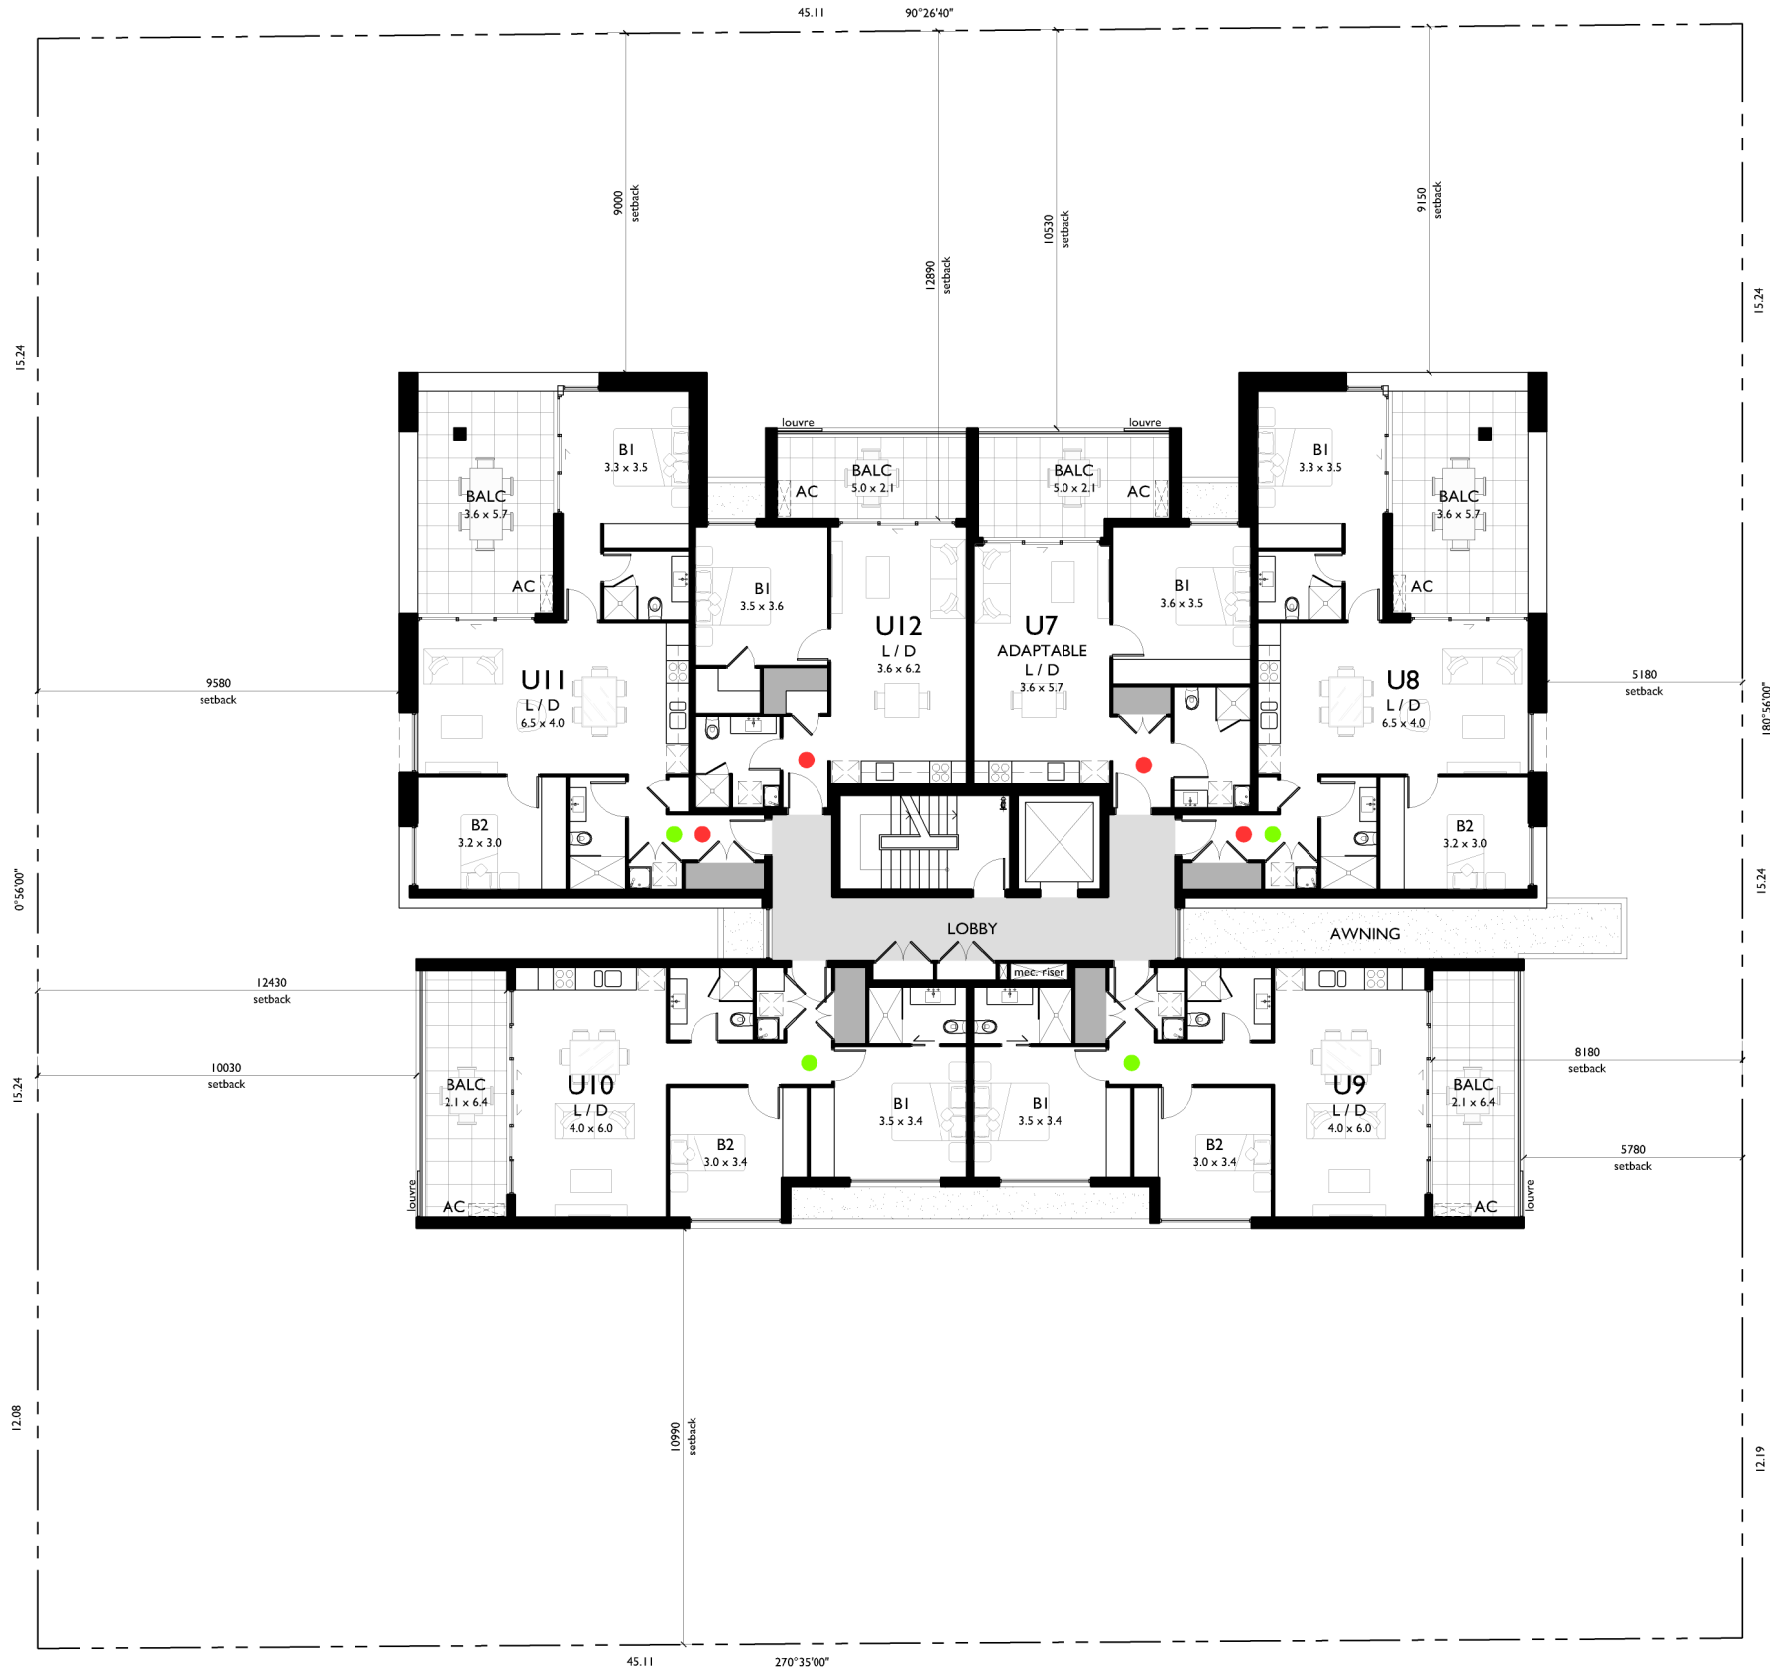 45.11
90°26'40"
9000
setback
12890
setback
10530
setback
9150
setback
15.24
15.24
louvre
louvre
B1
3.3 x 3.5
BALC
5.0 x 2.1
AC
BALC
5.0 x 2.1
AC
B1
3.3 x 3.5
BALC
3.6 x 5.7
AC
BALC
3.6 x 5.7
AC
B1
3.5 x 3.6
U12
L / D
3.6 x 6.2
U7
ADAPTABLE
L / D
3.6 x 5.7
B1
3.6 x 3.5
9580
setback
U11
L / D
6.5 x 4.0
U8
L / D
6.5 x 4.0
5180
setback
180°56'00"
B2
3.2 x 3.0
B2
3.2 x 3.0
0°56'00"
15.24
LOBBY
AWNING
mec. riser
12430
setback
10030
setback
15.24
BALC
2.1 x 6.4
U10
L / D
4.0 x 6.0
B1
3.5 x 3.4
B1
3.5 x 3.4
U9
L / D
4.0 x 6.0
BALC
2.1 x 6.4
8180
setback
B2
3.0 x 3.4
B2
3.0 x 3.4
5780
setback
louvre
AC
AC
louvre
12.08
10990
setback
12.19
45.11
270°35'00"